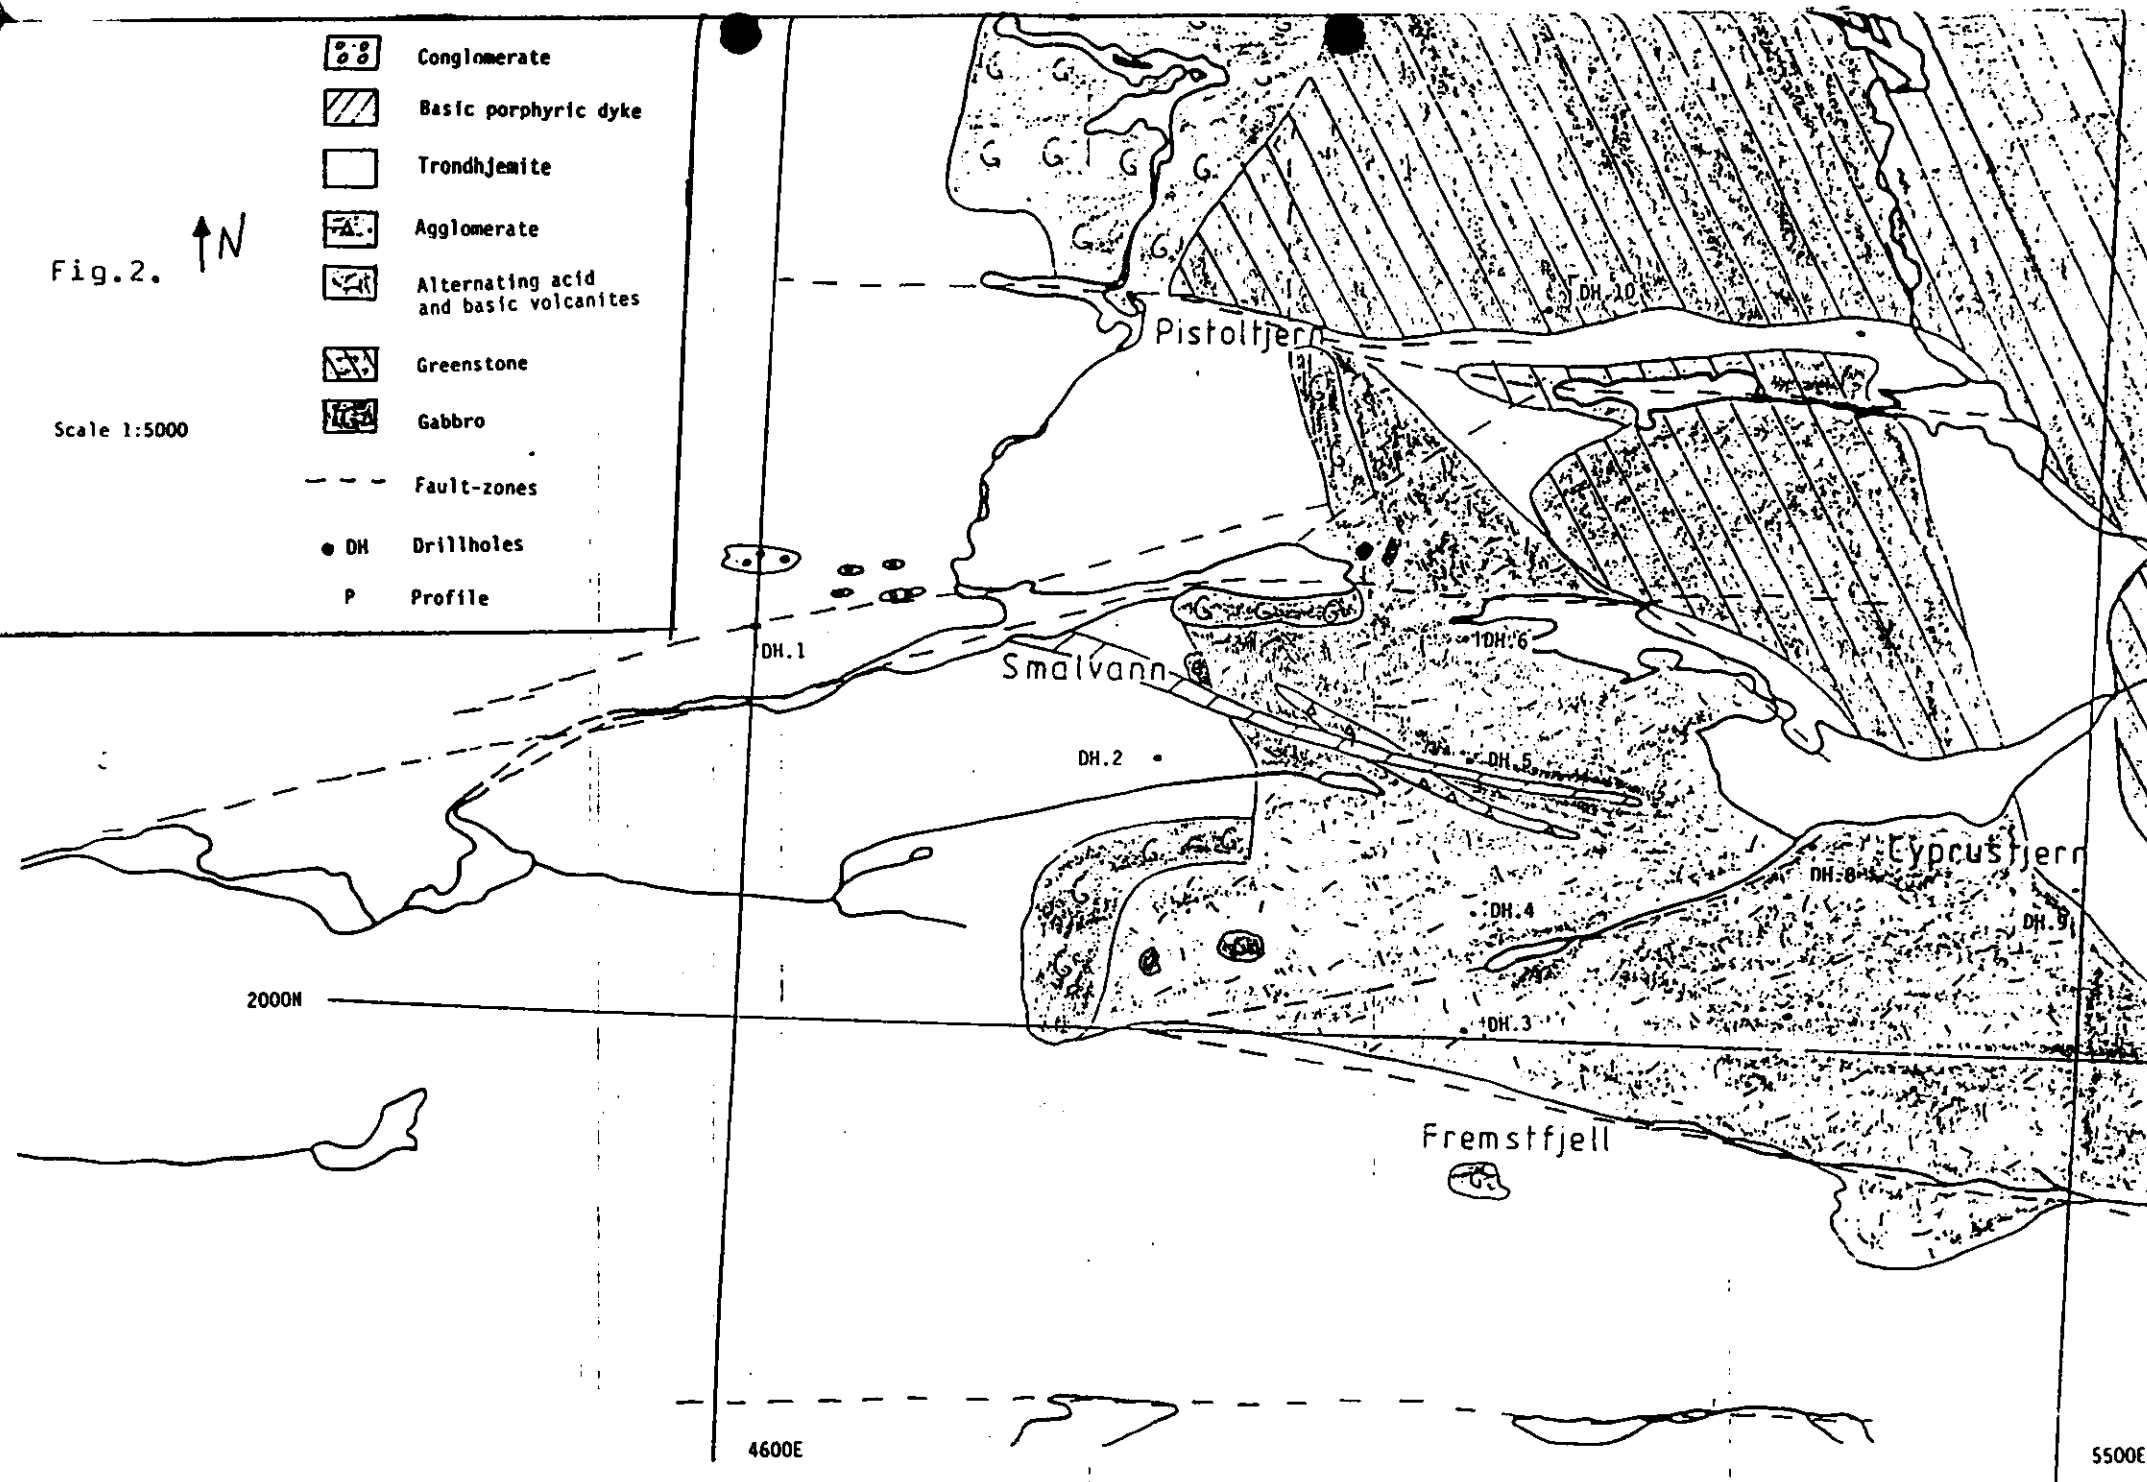 Conglomerate
Basic porphyric dyke
Trondhjemite
N
Agglomerate
Fig.2.
Alternating acid
and basic volcanites
Greenstone
Scale 1:5000
Gabbro
Fault-zones
DH Drillholes
P Profile
G G
G G G G
G G
DH.10
Pistoltjern
G G
G
G G G
DH.1
DH.6
Smalvann
DH.2
DH.5
G G
Cyprustjern
DH.8
G
DH.4
DH.9
G
G
2000N
DH.3
Fremstfjell
G
4600E
5500E